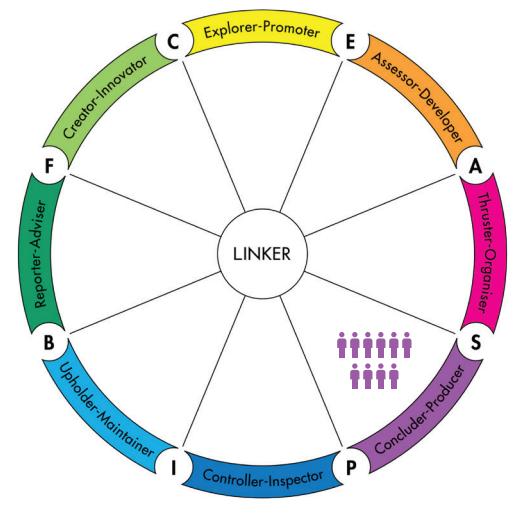 Explorer-Promoter
E
Assessor-Developer
A
Thruster-Organiser
S
Concluder-Producer
P
Controller-Inspector
I
Upholder-Maintainer
B
Reporter-Adviser
F
Creator-Innovator
C
LINKER